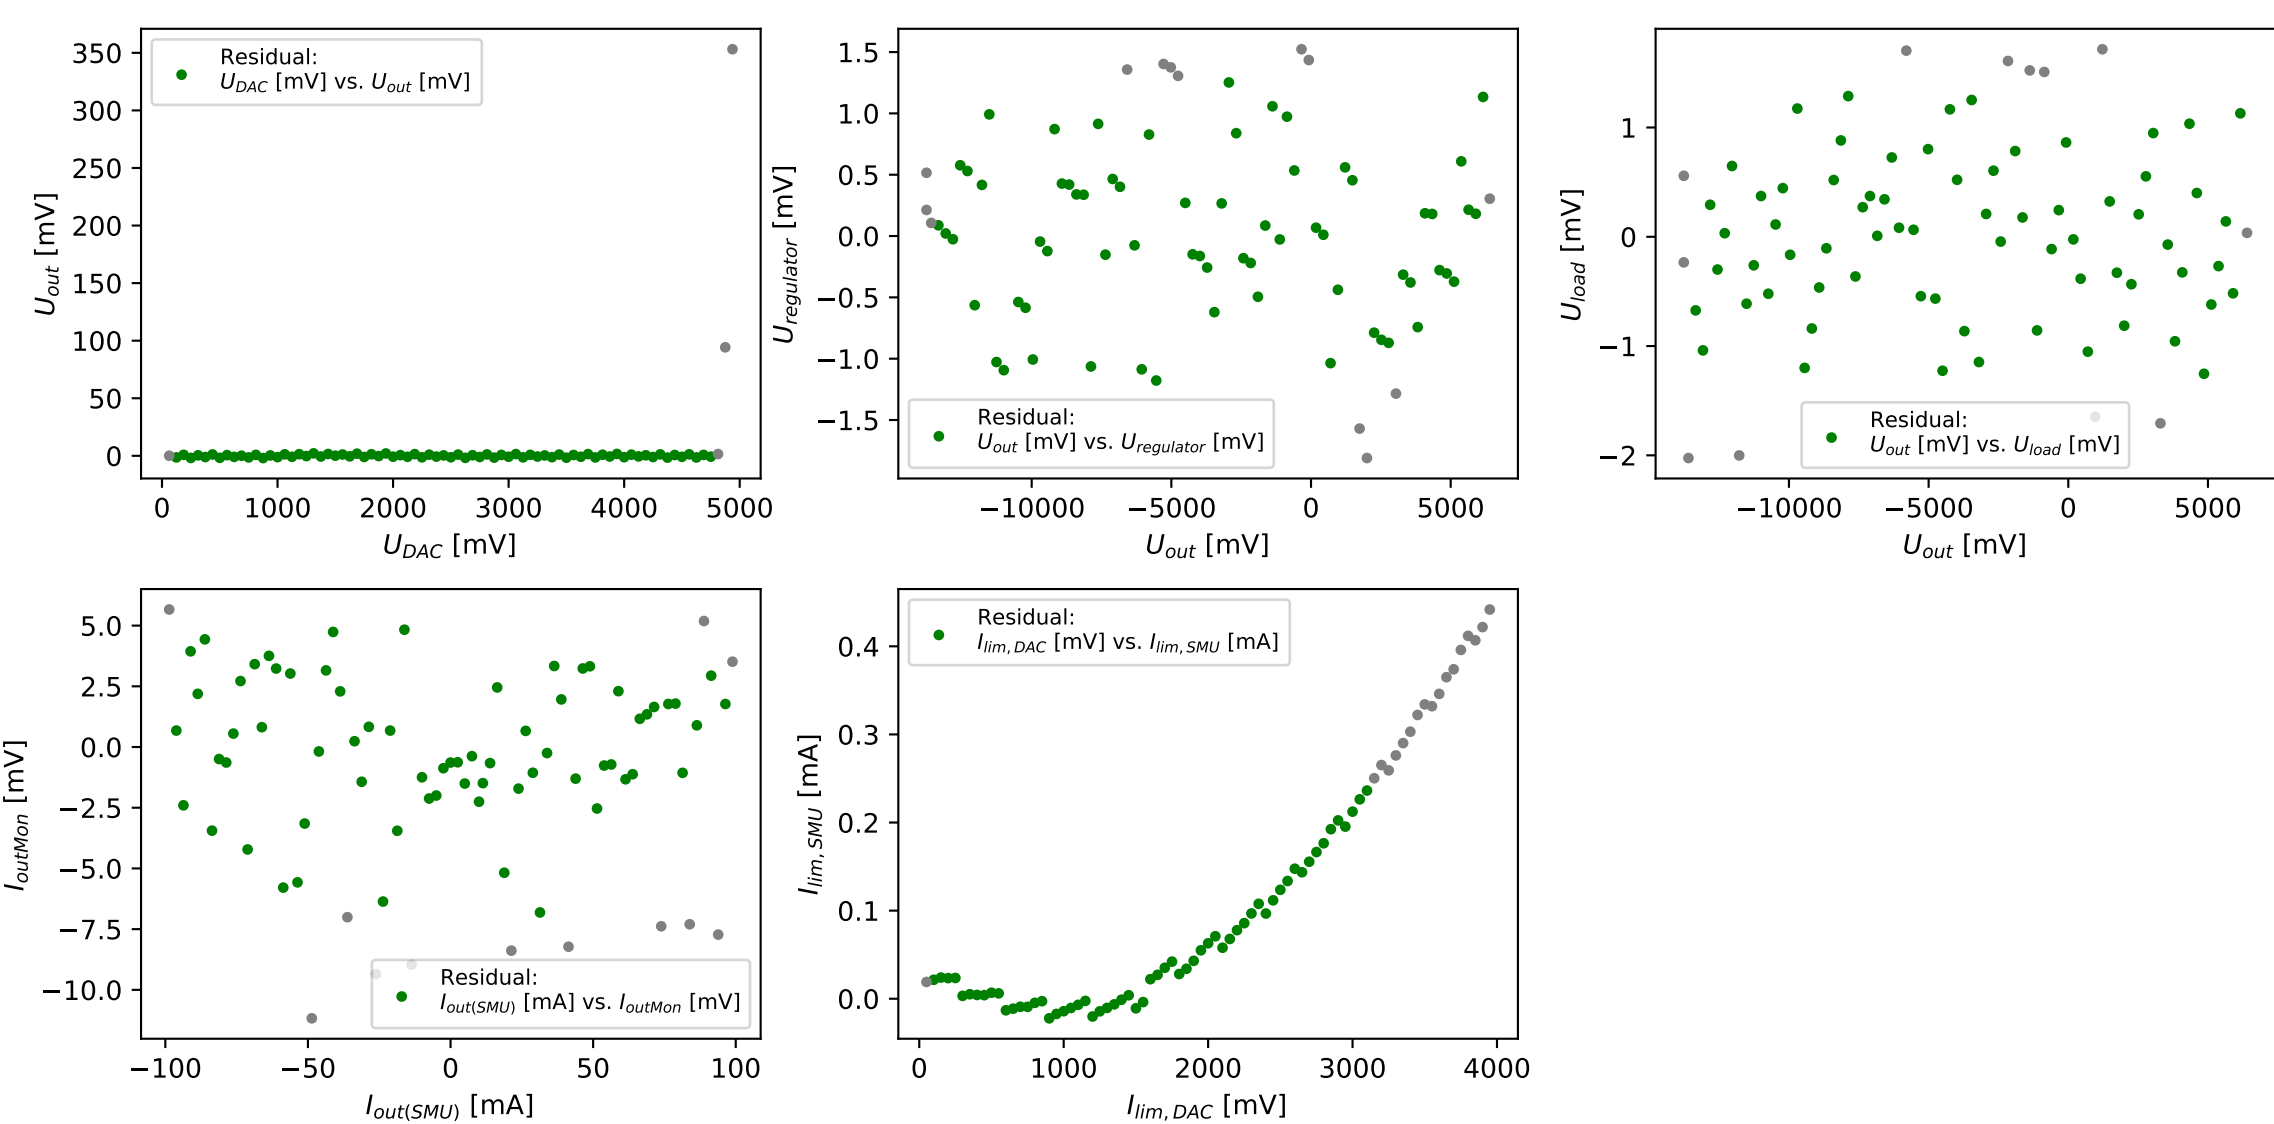 Residual:
U_DAC [mV] vs. U_out [mV]
350
300
250
200
150
100
50
0
U_out [mV]
0 1000 2000 3000 4000 5000
U_DAC [mV]
Residual:
U_out [mV] vs. U_regulator [mV]
1.5
1.0
0.5
0.0
−0.5
−1.0
−1.5
U_regulator [mV]
−10000 −5000 0 5000
U_out [mV]
Residual:
U_out [mV] vs. U_load [mV]
1
0
−1
−2
U_load [mV]
−10000 −5000 0 5000
U_out [mV]
Residual:
I_out(SMU) [mA] vs. I_outMon [mV]
5.0
2.5
0.0
−2.5
−5.0
−7.5
−10.0
I_outMon [mV]
−100 −50 0 50 100
I_out(SMU) [mA]
Residual:
I_lim,DAC [mV] vs. I_lim,SMU [mA]
0.4
0.3
0.2
0.1
0.0
I_lim,SMU [mA]
0 1000 2000 3000 4000
I_lim,DAC [mV]